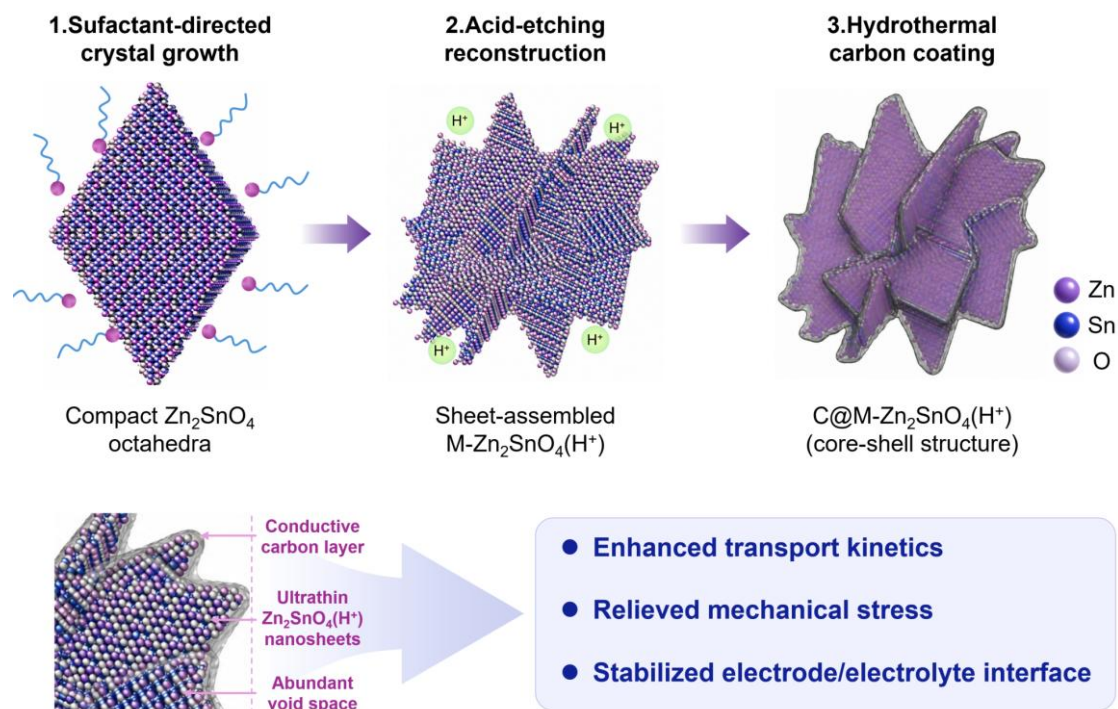 1.Sufactant-directed
crystal growth
2.Acid-etching
reconstruction
3.Hydrothermal
carbon coating
H⁺
H⁺
H⁺
H⁺
Zn
Sn
O
Compact Zn₂SnO₄
octahedra
Sheet-assembled
M-Zn₂SnO₄(H⁺)
C@M-Zn₂SnO₄(H⁺)
(core-shell structure)
Conductive
carbon layer
Ultrathin
Zn₂SnO₄(H⁺)
nanosheets
Abundant
void space
● Enhanced transport kinetics
● Relieved mechanical stress
● Stabilized electrode/electrolyte interface